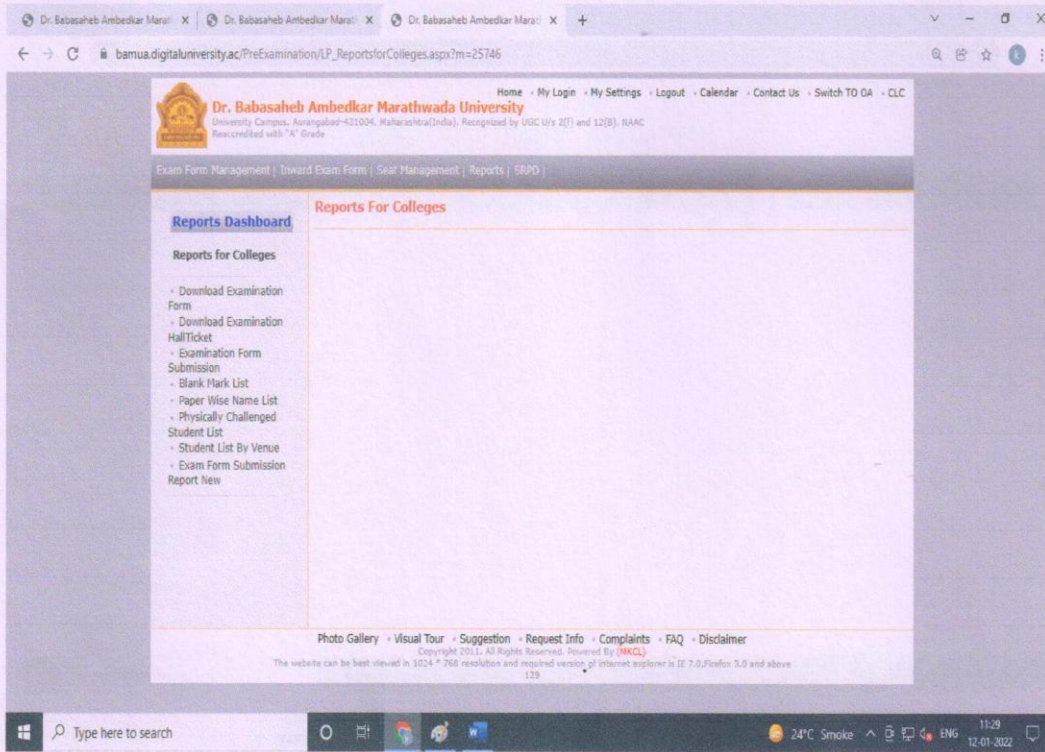 Dr. Babasaheb Ambedkar Marat
Dr. Babasaheb Ambedkar Marat
Dr. Babasaheb Ambedkar Marat
bamua.digitaluniversity.ac/PreExamination/LP_ReportsforColleges.aspx?m=25746
Home My Login My Settings Logout Calendar Contact Us Switch TO OA CLC
Dr. Babasaheb Ambedkar Marathwada University
University Campus, Aurangabad-431004, Maharashtra(India). Recognized by UGC U/s 2(f) and 12(B), NAAC
Reaccredited with "A" Grade
Exam Form Management | Inward Exam Form | Seat Management | Reports | SRPD |
Reports Dashboard
Reports for Colleges
Download Examination
Form
Download Examination
HallTicket
Examination Form
Submission
Blank Mark List
Paper Wise Name List
Physically Challenged
Student List
Student List By Venue
Exam Form Submission
Report New
Reports For Colleges
Photo Gallery Visual Tour Suggestion Request Info Complaints FAQ Disclaimer
Copyright 2011. All Rights Reserved. Powered By (MKCL)
The website can be best viewed in 1024 * 768 resolution and required version of internet explorer is IE 7.0,Firefox 3.0 and above
129
Type here to search
24°C Smoke
ENG
11:29
12-01-2022